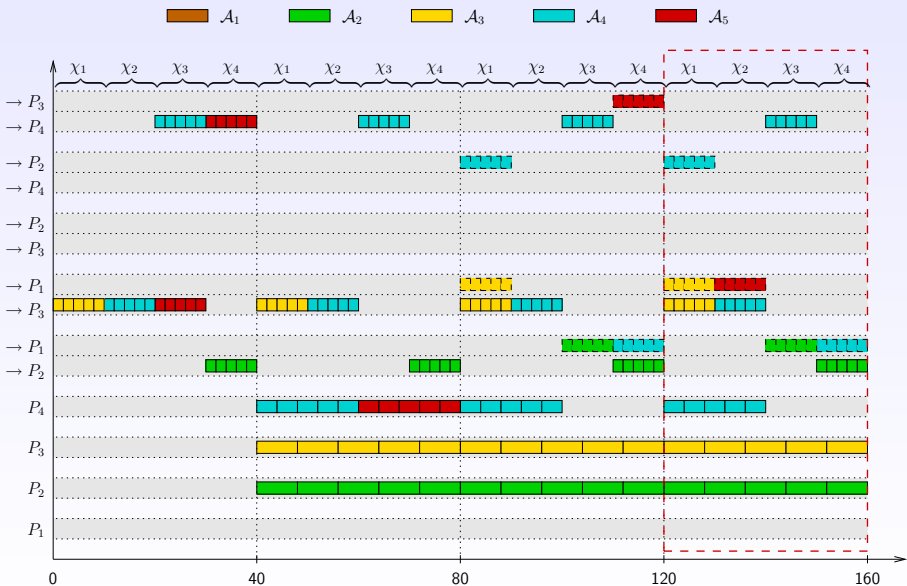 𝒜₁ 𝒜₂ 𝒜₃ 𝒜₄ 𝒜₅
χ₁ χ₂ χ₃ χ₄ χ₁ χ₂ χ₃ χ₄ χ₁ χ₂ χ₃ χ₄ χ₁ χ₂ χ₃ χ₄
→ P₃
→ P₄
→ P₂
→ P₄
→ P₂
→ P₃
→ P₁
→ P₃
→ P₁
→ P₂
P₄
P₃
P₂
P₁
0 40 80 120 160